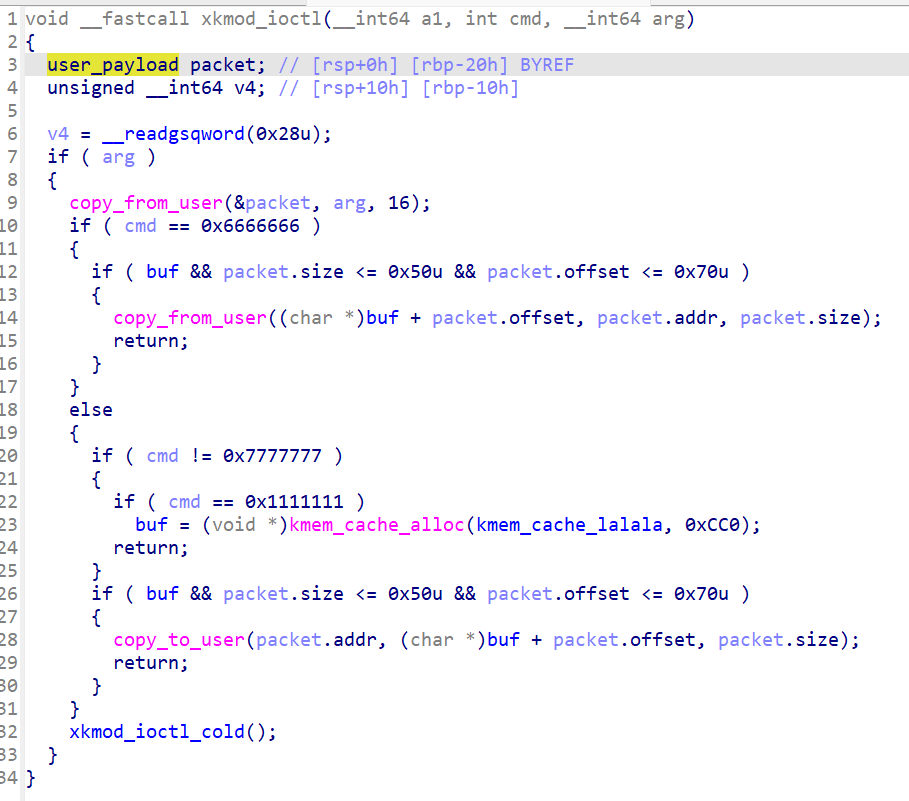 1 void __fastcall xkmod_ioctl(__int64 a1, int cmd, __int64 arg)
2 {
3 user_payload packet; // [rsp+0h] [rbp-20h] BYREF
4 unsigned __int64 v4; // [rsp+10h] [rbp-10h]
5
6 v4 = __readgsqword(0x28u);
7 if ( arg )
8 {
9 copy_from_user(&packet, arg, 16);
10 if ( cmd == 0x6666666 )
11 {
12 if ( buf && packet.size <= 0x50u && packet.offset <= 0x70u )
13 {
14 copy_from_user((char *)buf + packet.offset, packet.addr, packet.size);
15 return;
16 }
17 }
18 else
19 {
20 if ( cmd != 0x7777777 )
21 {
22 if ( cmd == 0x1111111 )
23 buf = (void *)kmem_cache_alloc(kmem_cache_lalala, 0xCC0);
24 return;
25 }
26 if ( buf && packet.size <= 0x50u && packet.offset <= 0x70u )
27 {
28 copy_to_user(packet.addr, (char *)buf + packet.offset, packet.size);
29 return;
30 }
31 }
32 xkmod_ioctl_cold();
33 }
34 }